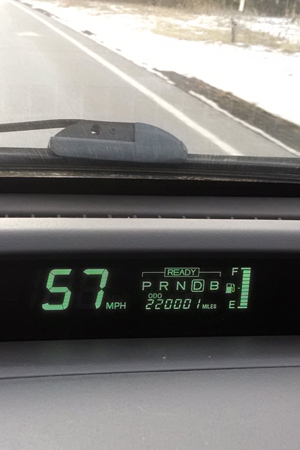 57 MPH
READY
P R N D B
ODO
220001 MILES
F
E